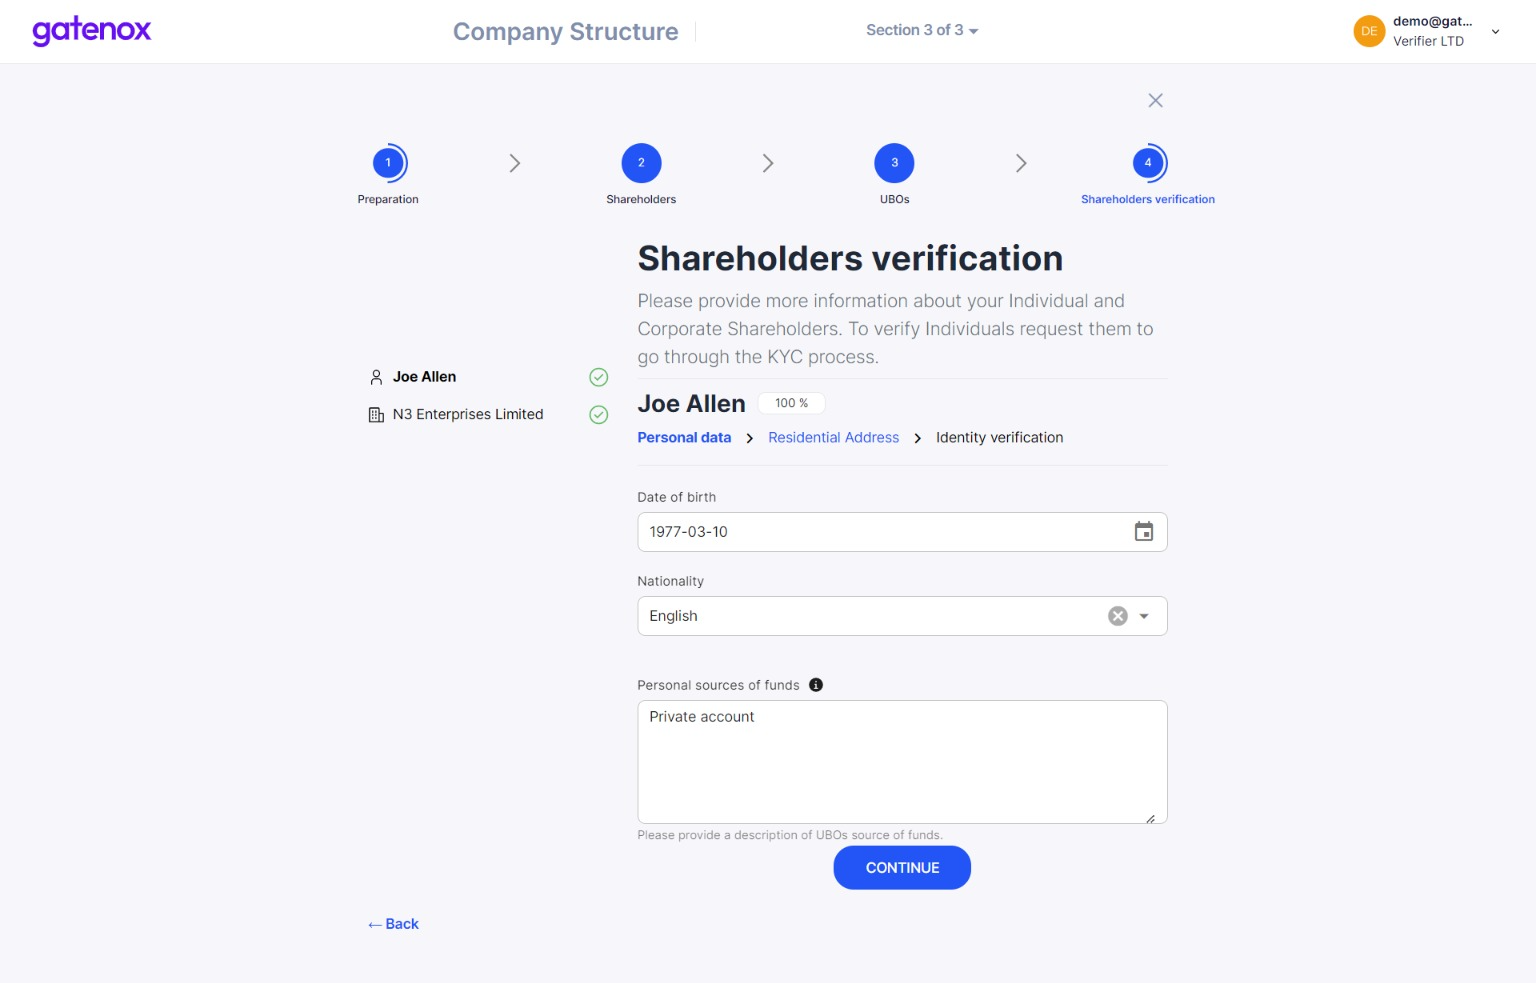 gatenox
Company Structure
Section 3 of 3
DE
demo@gat...
Verifier LTD
1
2
3
4
Preparation
Shareholders
UBOs
Shareholders verification
Shareholders verification
Please provide more information about your Individual and
Corporate Shareholders. To verify Individuals request them to
go through the KYC process.
Joe Allen
N3 Enterprises Limited
Joe Allen 100 %
Personal data Residential Address Identity verification
Date of birth
1977-03-10
Nationality
English
Personal sources of funds
Private account
Please provide a description of UBOs source of funds.
CONTINUE
← Back